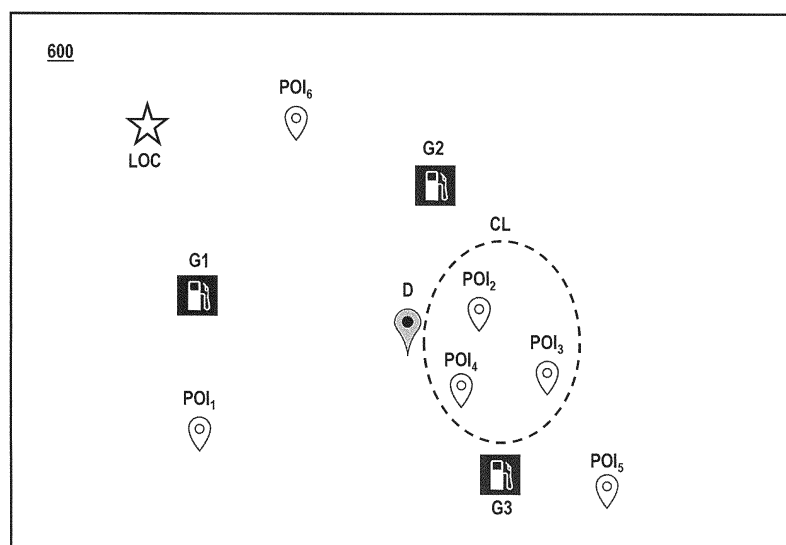 600
POI₆
LOC
G2
CL
G1
D
POI₂
POI₃
POI₄
POI₁
POI₅
G3